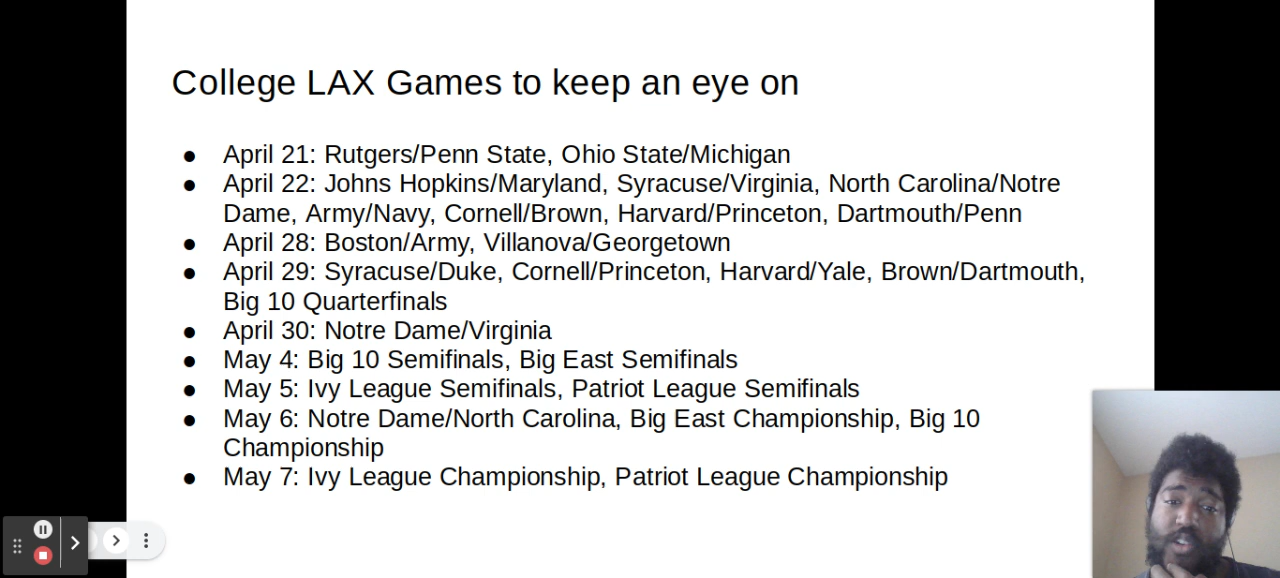 College LAX Games to keep an eye on
● April 21: Rutgers/Penn State, Ohio State/Michigan
● April 22: Johns Hopkins/Maryland, Syracuse/Virginia, North Carolina/Notre
Dame, Army/Navy, Cornell/Brown, Harvard/Princeton, Dartmouth/Penn
● April 28: Boston/Army, Villanova/Georgetown
● April 29: Syracuse/Duke, Cornell/Princeton, Harvard/Yale, Brown/Dartmouth,
Big 10 Quarterfinals
● April 30: Notre Dame/Virginia
● May 4: Big 10 Semifinals, Big East Semifinals
● May 5: Ivy League Semifinals, Patriot League Semifinals
● May 6: Notre Dame/North Carolina, Big East Championship, Big 10
Championship
● May 7: Ivy League Championship, Patriot League Championship